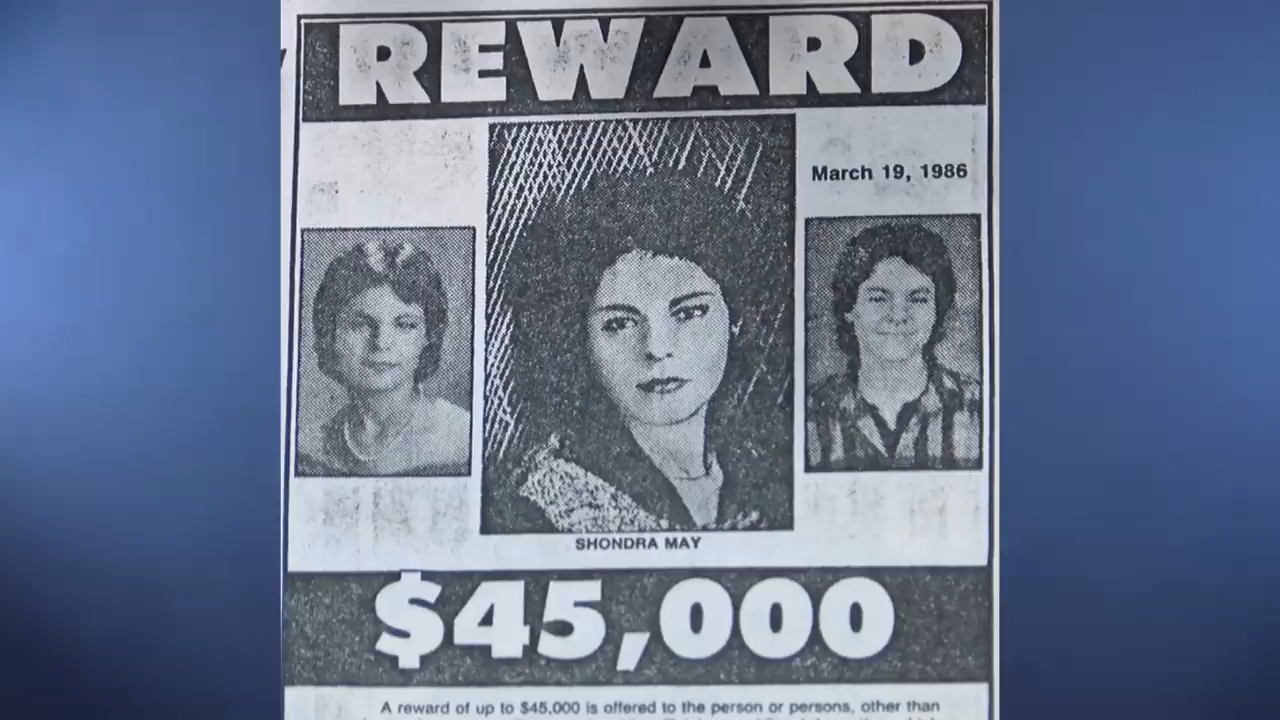 REWARD
March 19, 1986
SHONDRA MAY
$45,000
A reward of up to $45,000 is offered to the person or persons, other than